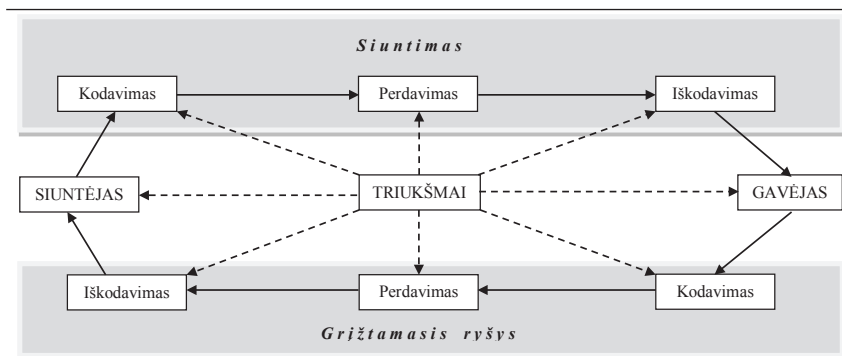 Siuntimas
Kodavimas Perdavimas Iškodavimas
SIUNTĖJAS TRIUKŠMAI GAVĖJAS
Iškodavimas Perdavimas Kodavimas
Grįžtamasis ryšys